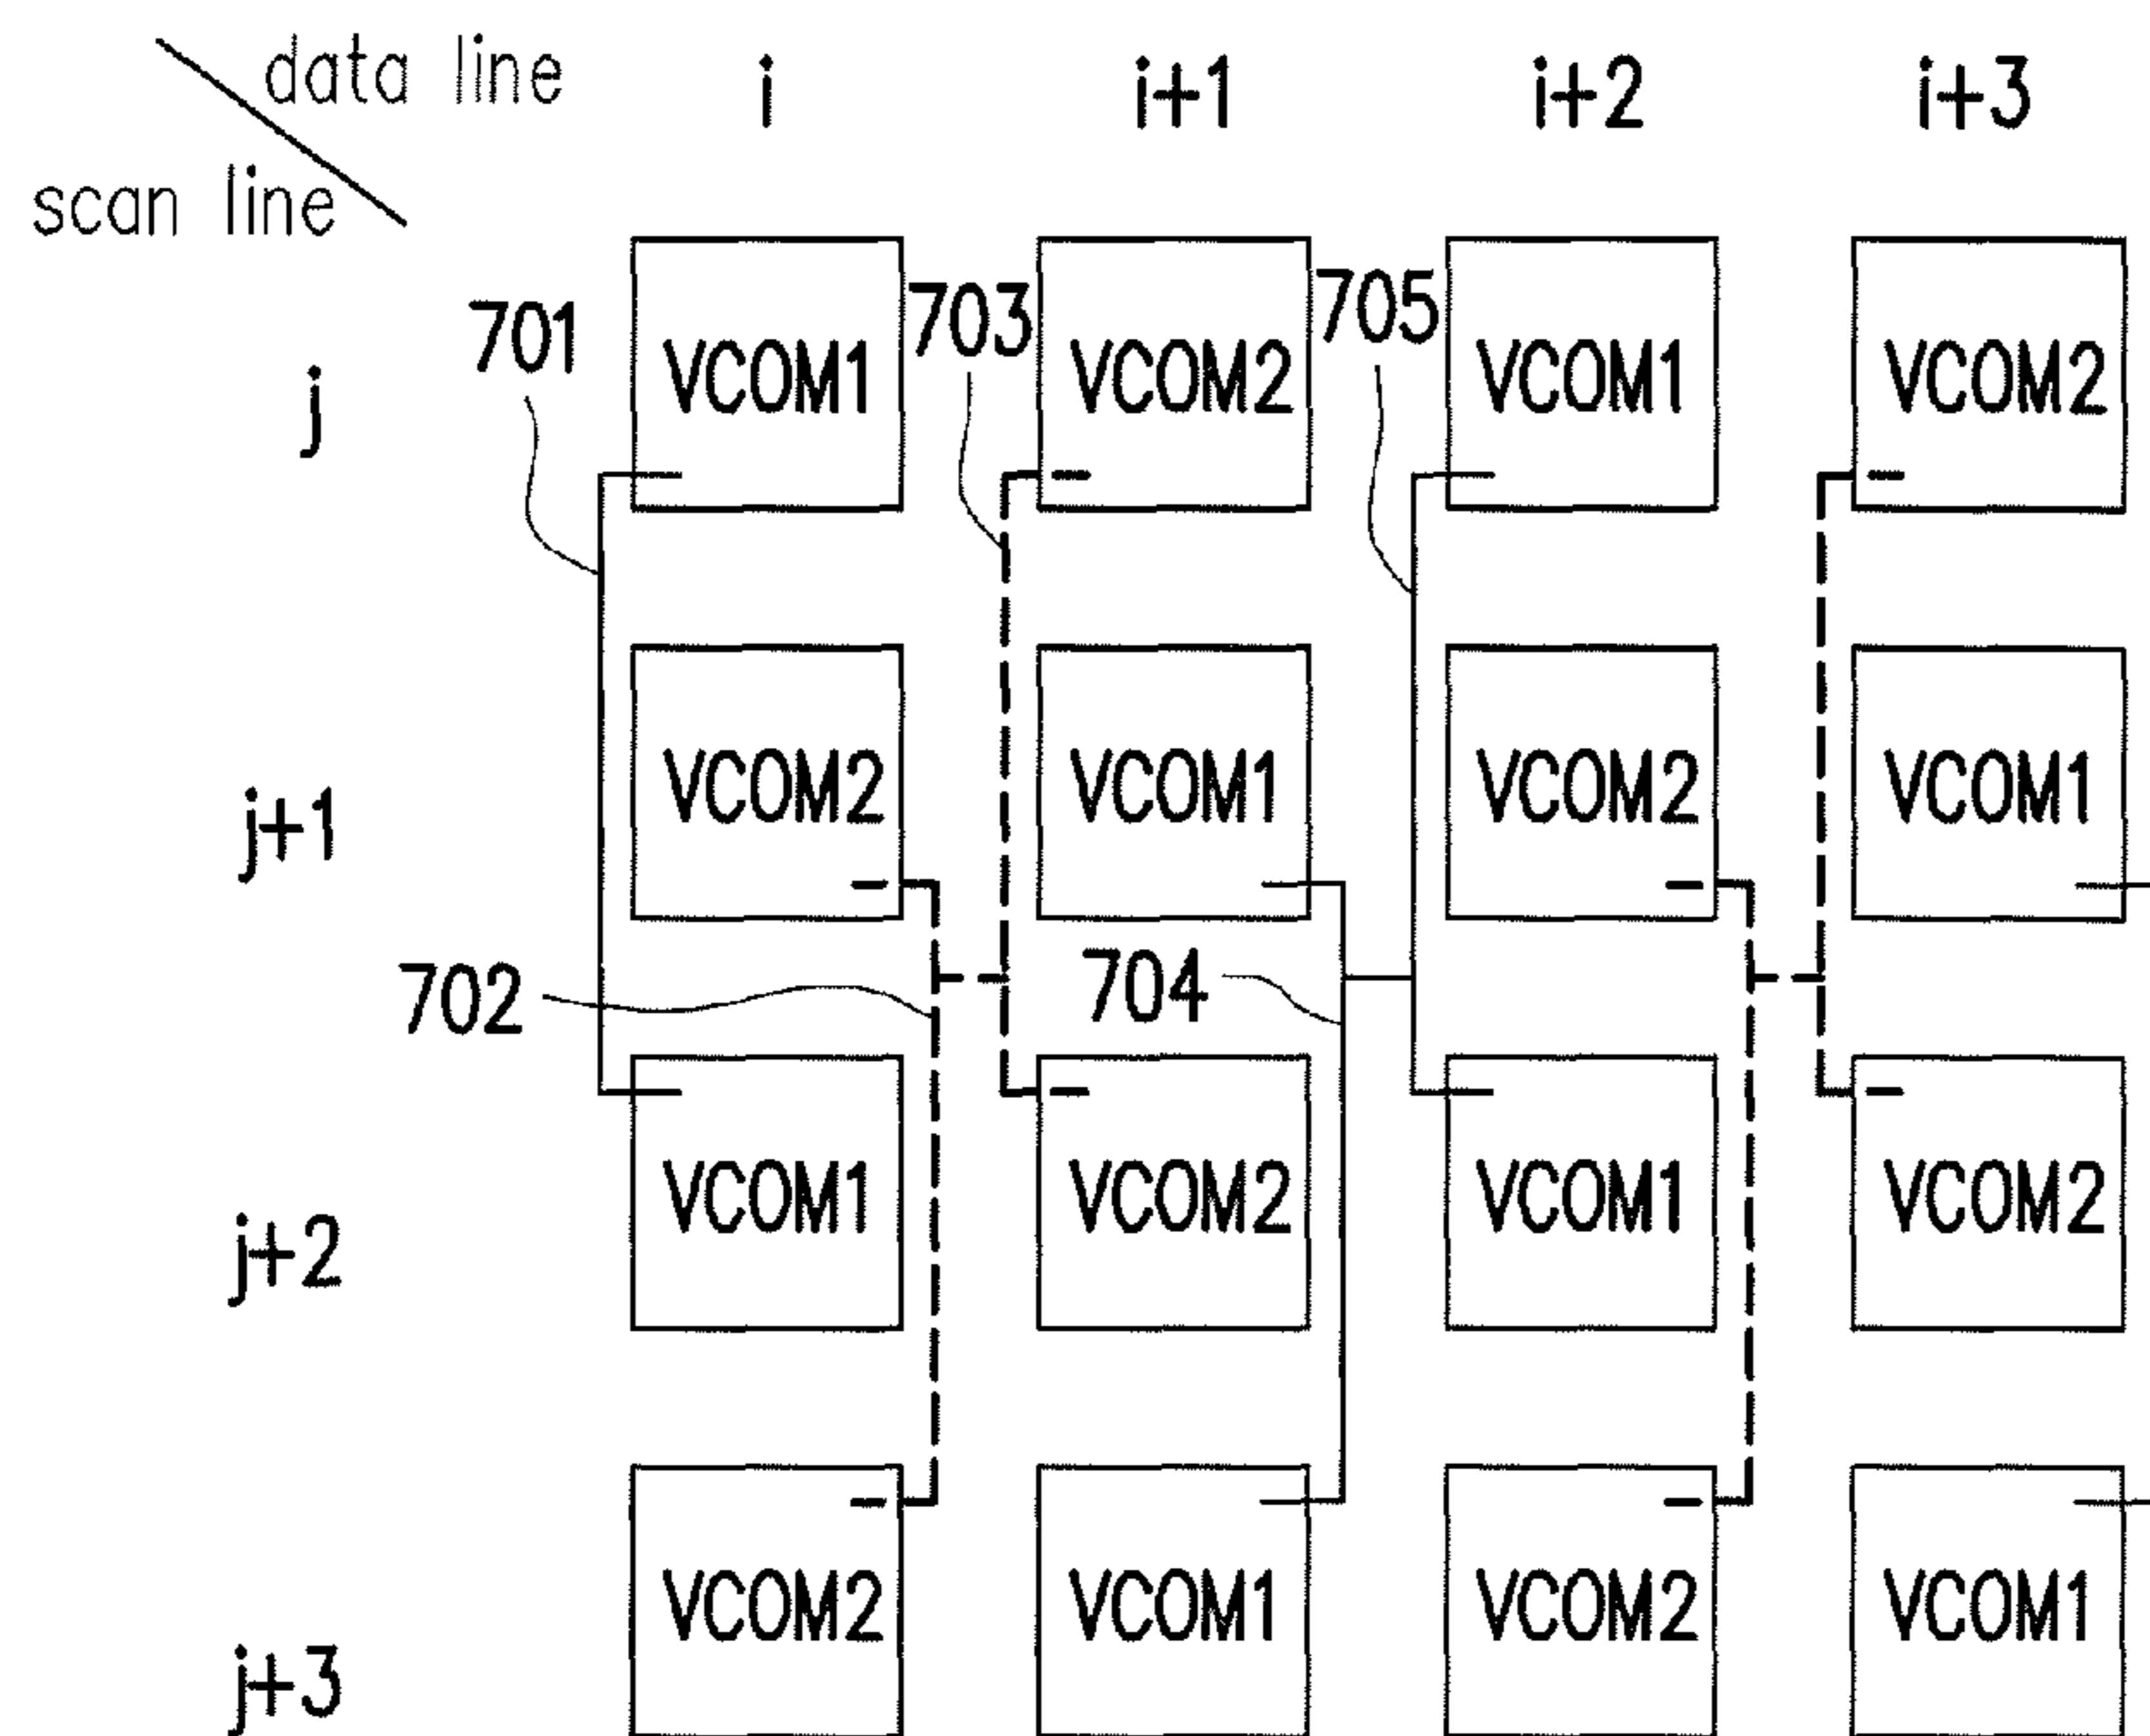 data line i i+1 i+2 i+3
scan line
701 703 705
j VCOM1 VCOM2 VCOM1 VCOM2
j+1 VCOM2 VCOM1 VCOM2 VCOM1
702 704
j+2 VCOM1 VCOM2 VCOM1 VCOM2
j+3 VCOM2 VCOM1 VCOM2 VCOM1